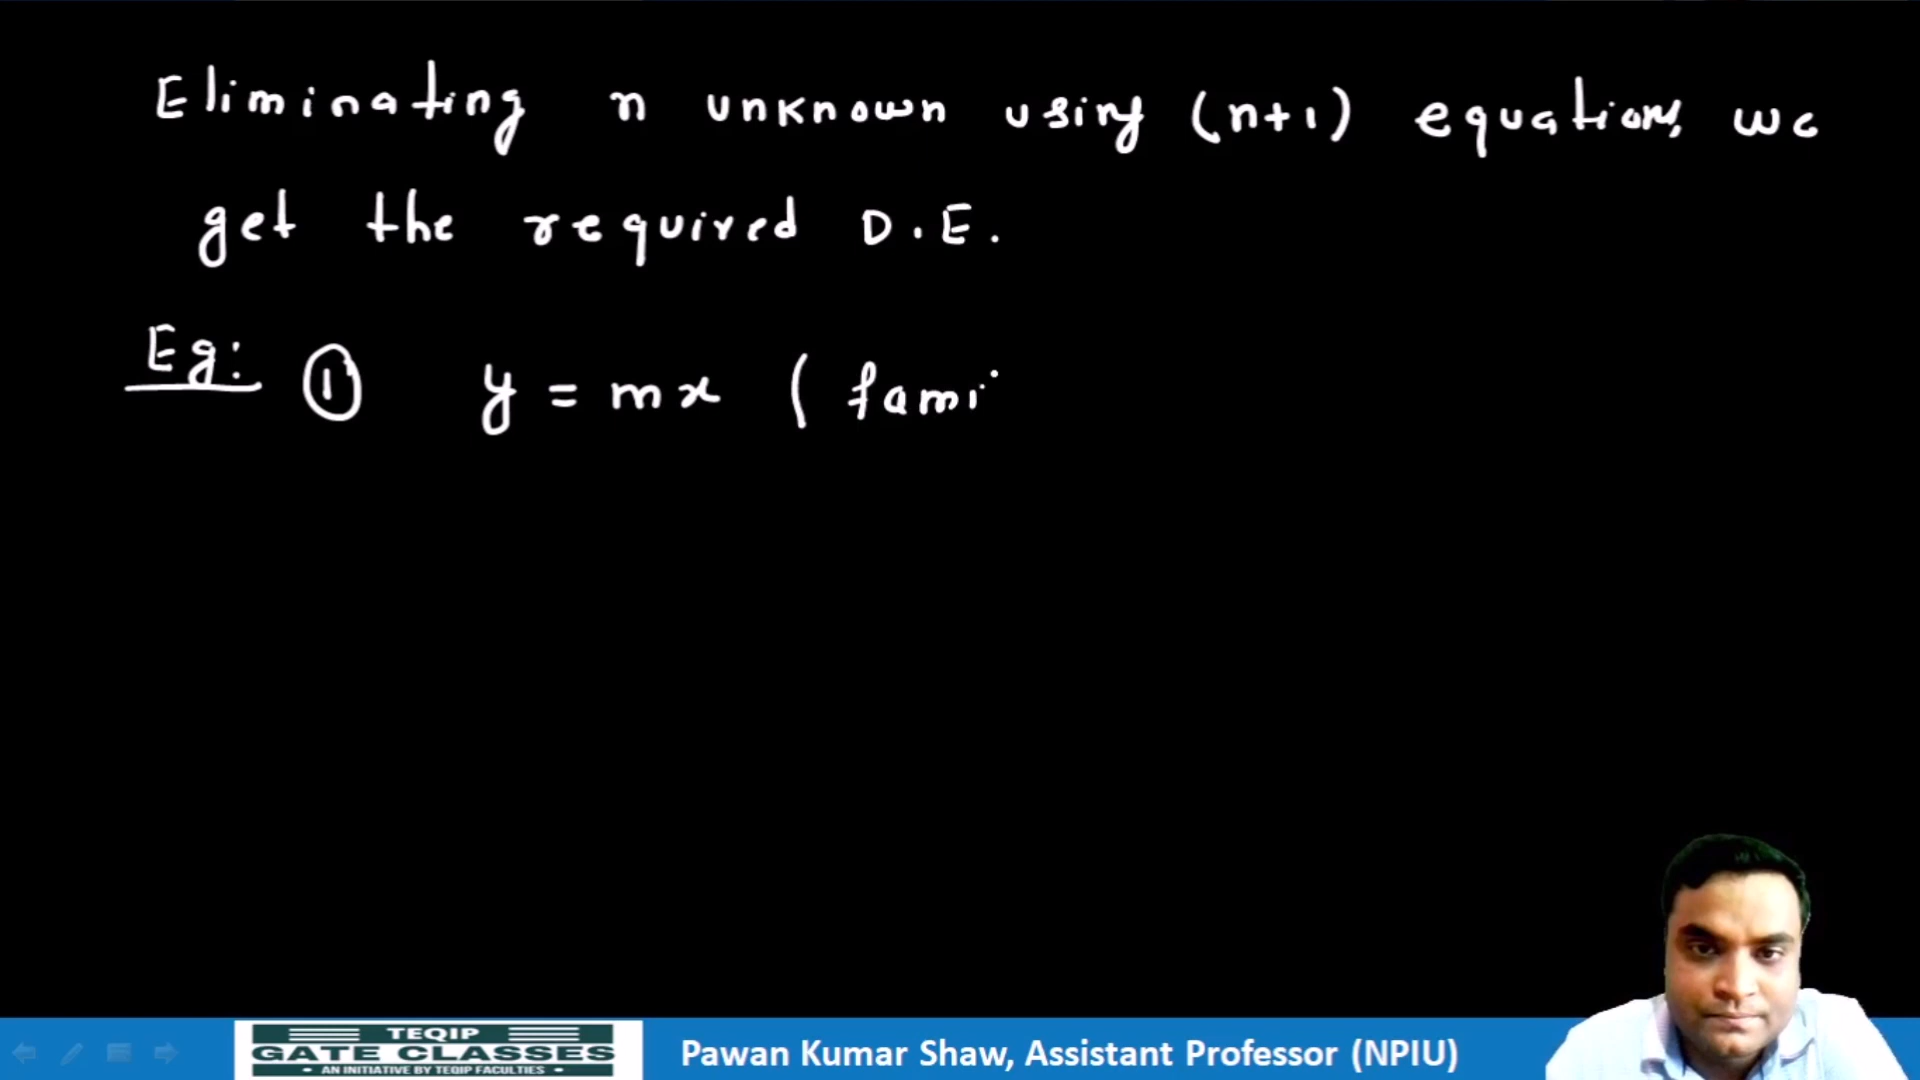 Eliminating n unknown using (n+1) equations, we
get the required D.E.
Eg: ① y = mx ( fami
TEQIP
GATE CLASSES
• AN INITIATIVE BY TEQIP FACULTIES •
Pawan Kumar Shaw, Assistant Professor (NPIU)